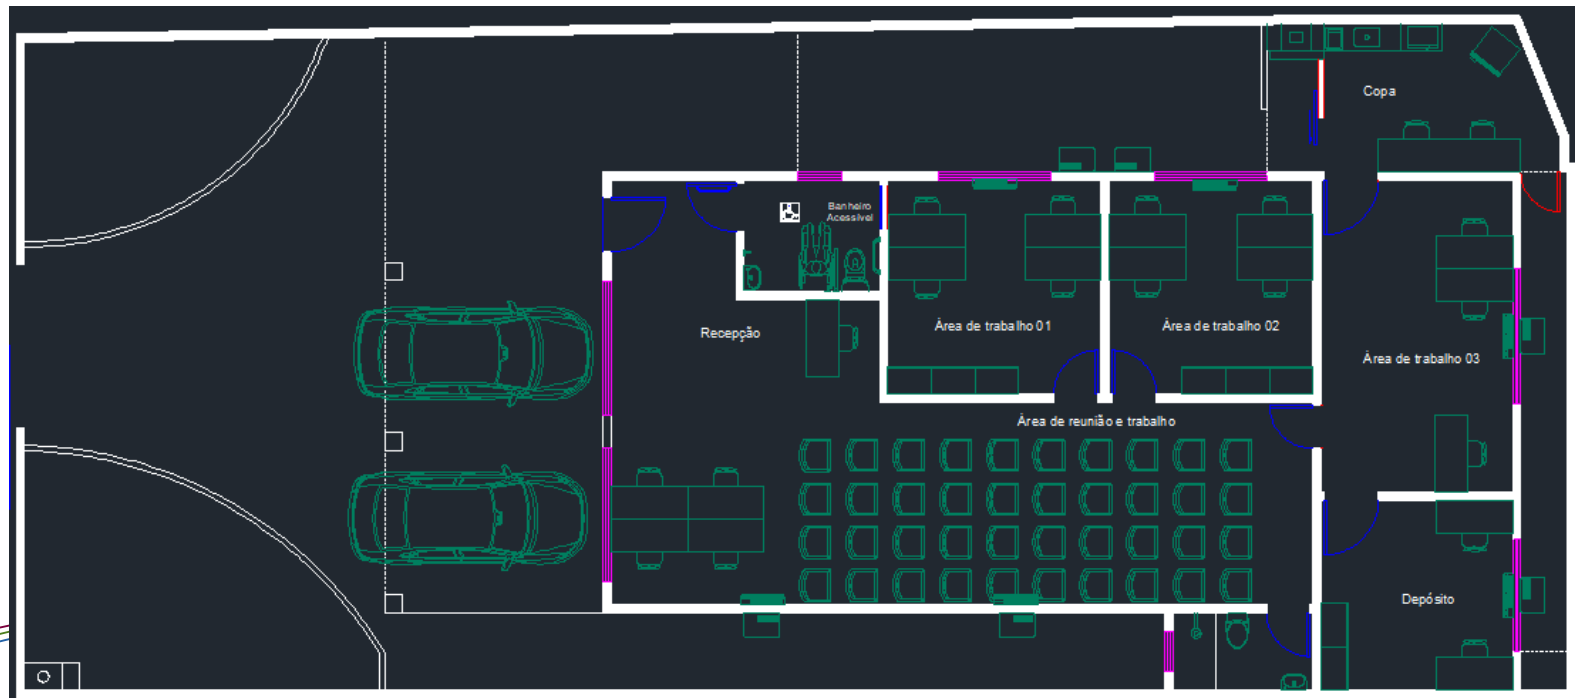 Copa
Banheiro
Acessível
Recepção
Área de trabalho 01
Área de trabalho 02
Área de trabalho 03
Área de reunião e trabalho
Depósito